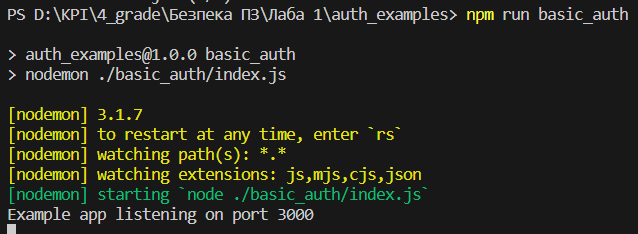 PS D:\KPI\4_grade\Безпека ПЗ\Лаба 1\auth_examples> npm run basic_auth
> auth_examples@1.0.0 basic_auth
> nodemon ./basic_auth/index.js
[nodemon] 3.1.7
[nodemon] to restart at any time, enter `rs`
[nodemon] watching path(s): *.*
[nodemon] watching extensions: js,mjs,cjs,json
[nodemon] starting `node ./basic_auth/index.js`
Example app listening on port 3000